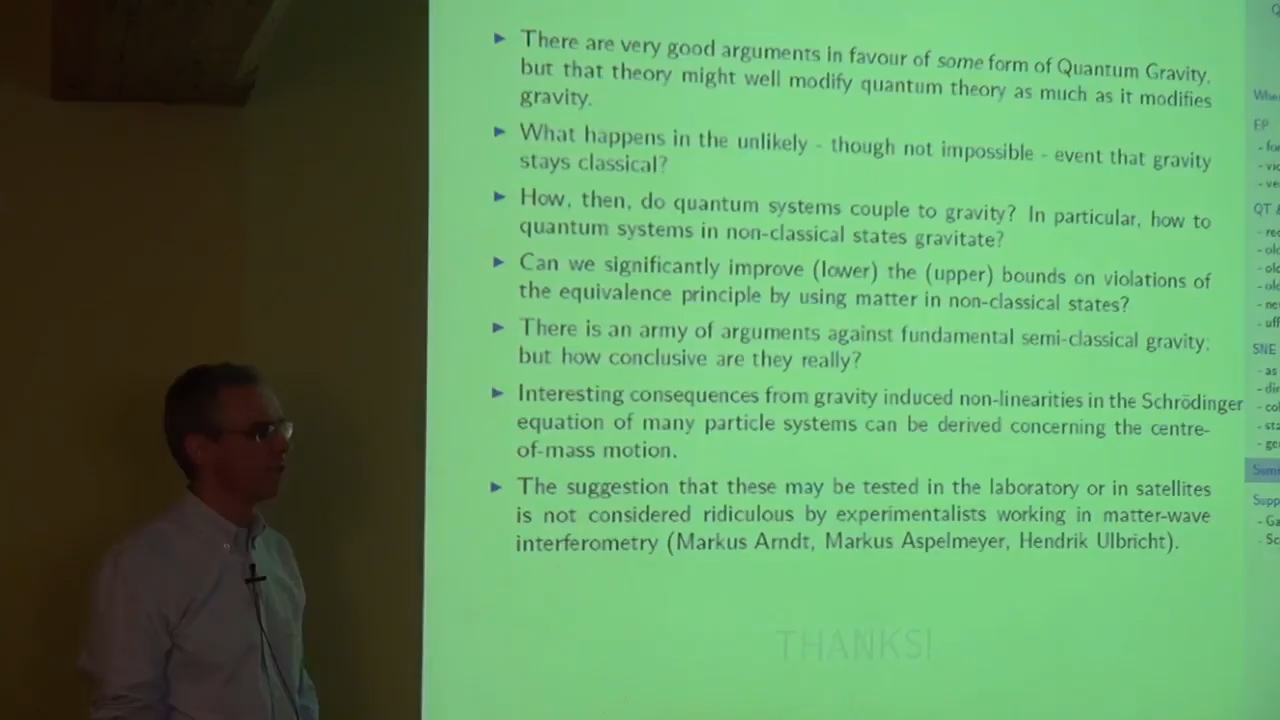 There are very good arguments in favour of some form of Quantum Gravity,
but that theory might well modify quantum theory as much as it modifies
gravity.
What happens in the unlikely - though not impossible - event that gravity
stays classical?
How, then, do quantum systems couple to gravity? In particular, how to
quantum systems in non-classical states gravitate?
Can we significantly improve (lower) the (upper) bounds on violations of
the equivalence principle by using matter in non-classical states?
There is an army of arguments against fundamental semi-classical gravity;
but how conclusive are they really?
Interesting consequences from gravity induced non-linearities in the Schrödinger
equation of many particle systems can be derived concerning the centre-
of-mass motion.
The suggestion that these may be tested in the laboratory or in satellites
is not considered ridiculous by experimentalists working in matter-wave
interferometry (Markus Arndt, Markus Aspelmeyer, Hendrik Ulbricht).
THANKS!
EP
QT
SNE
- as